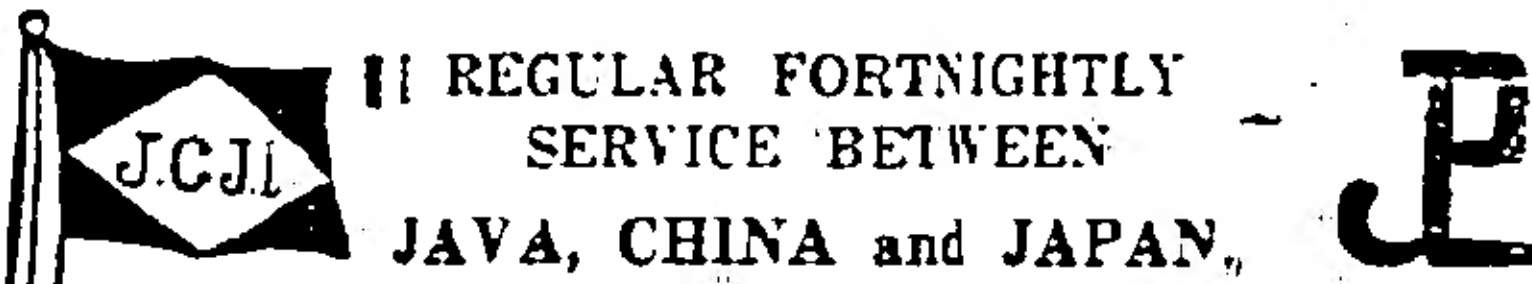 REGULAR FORTNIGHTLY
SERVICE BETWEEN
J.C.J.L
JAVA, CHINA and JAPAN,